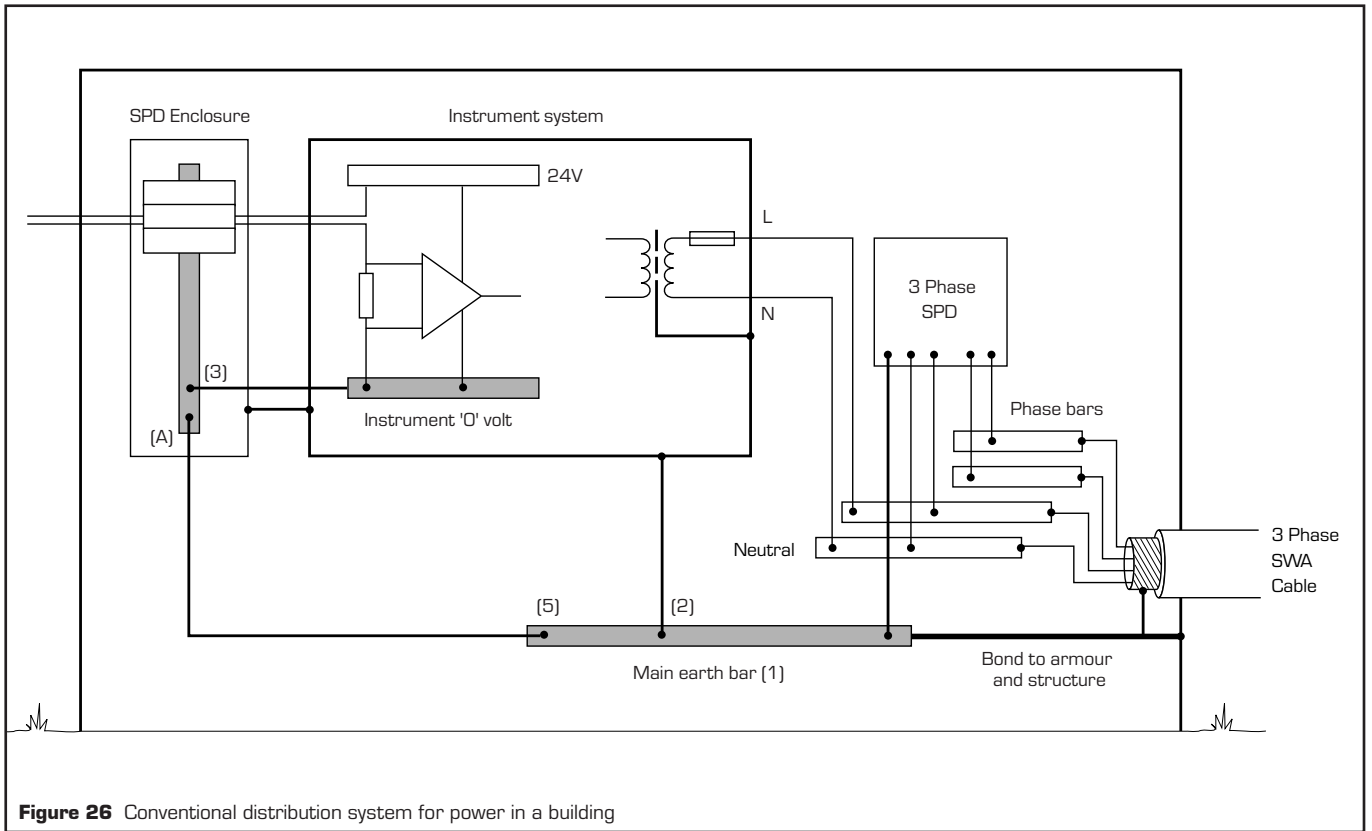 SPD Enclosure
Instrument system
24V
L
N
3 Phase
SPD
(3)
(A)
Instrument '0' volt
Phase bars
Neutral
3 Phase
SWA
Cable
(5)
(2)
Main earth bar (1)
Bond to armour
and structure
Figure 26 Conventional distribution system for power in a building